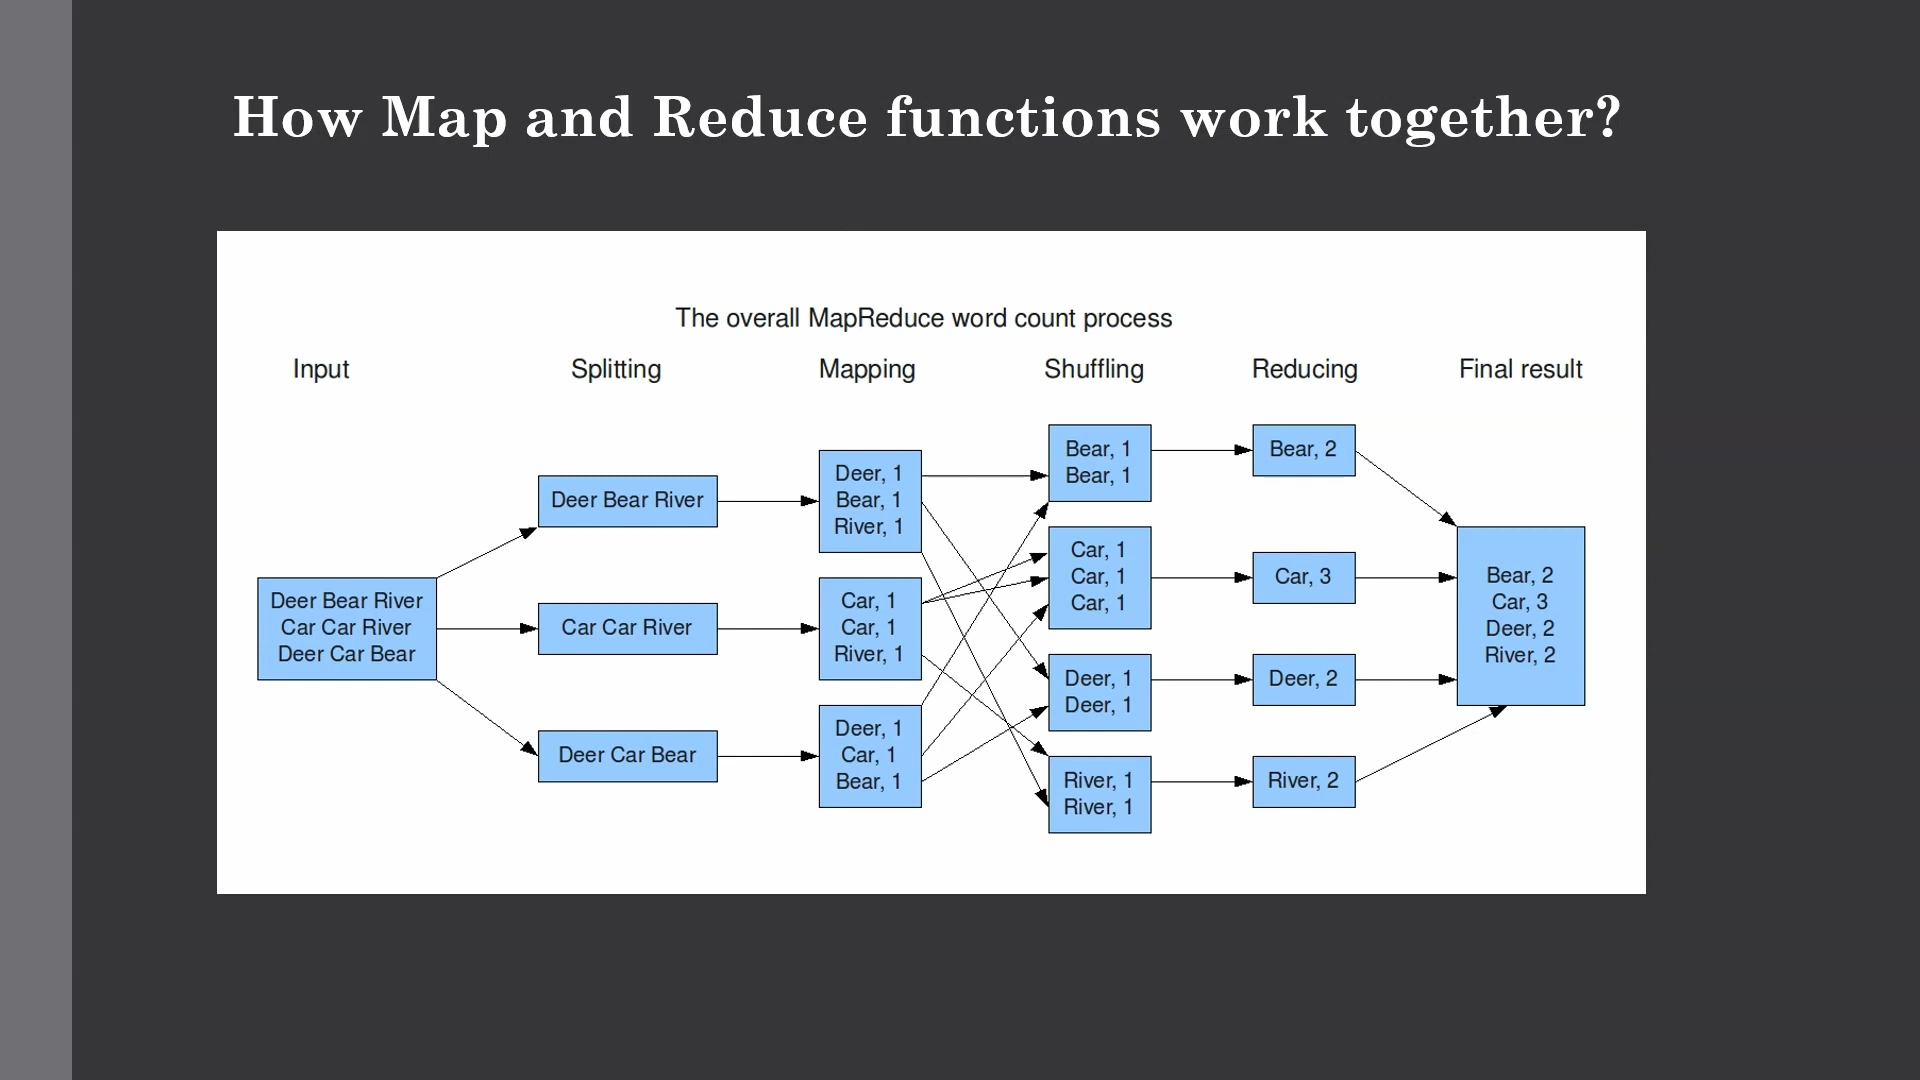 How Map and Reduce functions work together?
The overall MapReduce word count process
Input
Splitting
Mapping
Shuffling
Reducing
Final result
Deer Bear River
Car Car River
Deer Car Bear
Deer Bear River
Car Car River
Deer Car Bear
Deer, 1
Bear, 1
River, 1
Car, 1
Car, 1
River, 1
Deer, 1
Car, 1
Bear, 1
Bear, 1
Bear, 1
Car, 1
Car, 1
Car, 1
Deer, 1
Deer, 1
River, 1
River, 1
Bear, 2
Car, 3
Deer, 2
River, 2
Bear, 2
Car, 3
Deer, 2
River, 2